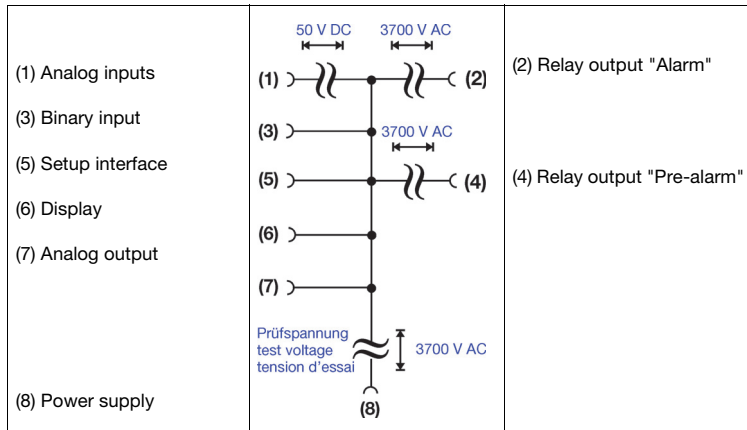 (1) Analog inputs
(3) Binary input
(5) Setup interface
(6) Display
(7) Analog output
(8) Power supply
50 V DC
3700 V AC
(1)
(2)
(3)
3700 V AC
(5)
(4)
(6)
(7)
Prüfspannung
test voltage
tension d'essai
3700 V AC
(8)
(2) Relay output "Alarm"
(4) Relay output "Pre-alarm"